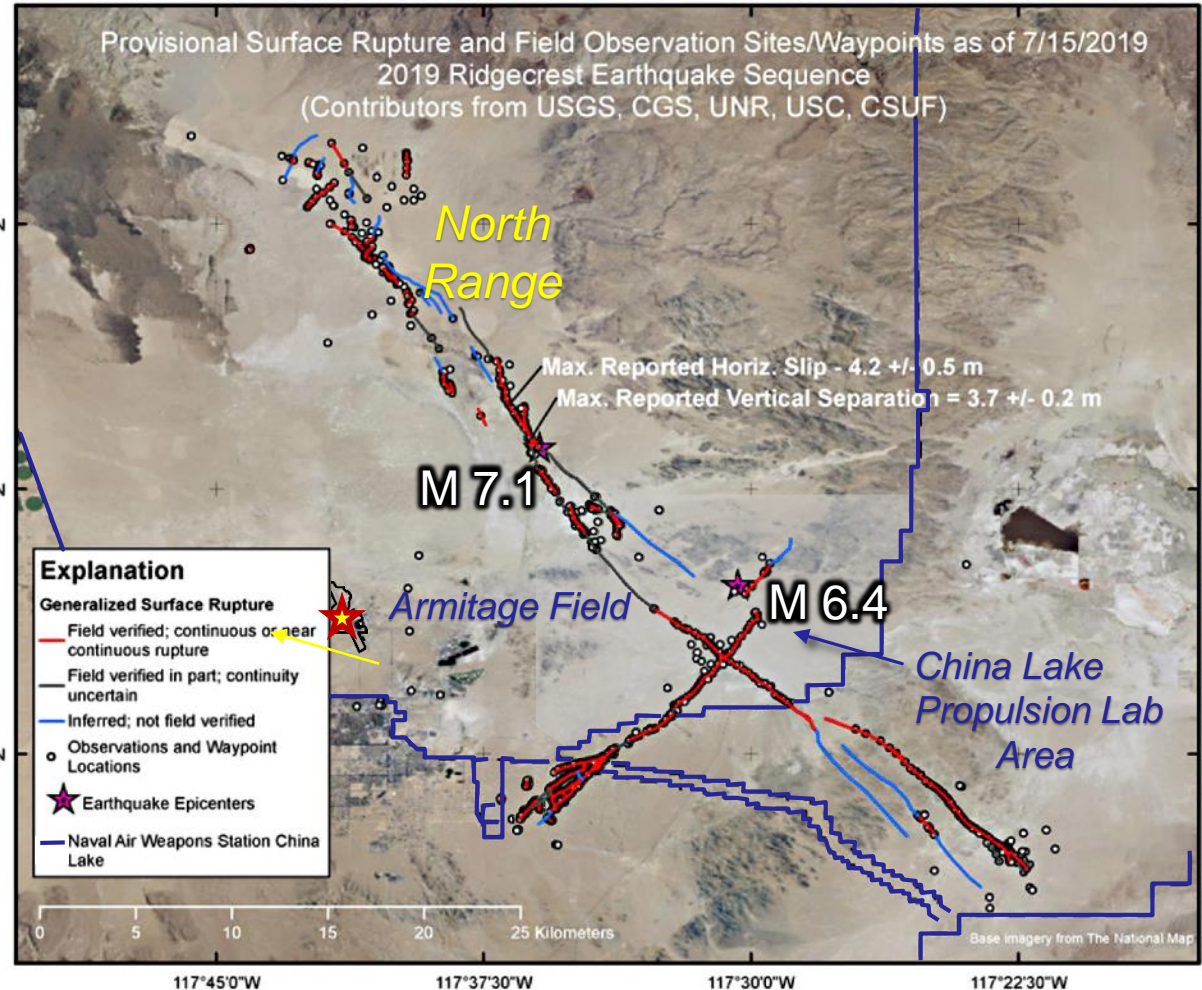 Provisional Surface Rupture and Field Observation Sites/Waypoints as of 7/15/2019
2019 Ridgecrest Earthquake Sequence
(Contributors from USGS, CGS, UNR, USC, CSUF)
North
Range
Max. Reported Horiz. Slip - 4.2 +/- 0.5 m
Max. Reported Vertical Separation = 3.7 +/- 0.2 m
M 7.1
Armitage Field
M 6.4
China Lake
Propulsion Lab
Area
Explanation
Generalized Surface Rupture
Field verified; continuous or near
continuous rupture
Field verified in part; continuity
uncertain
Inferred; not field verified
Observations and Waypoint
Locations
Earthquake Epicenters
Naval Air Weapons Station China
Lake
0 5 10 15 20 25 Kilometers
Base imagery from The National Map
117°45'0"W 117°37'30"W 117°30'0"W 117°22'30"W